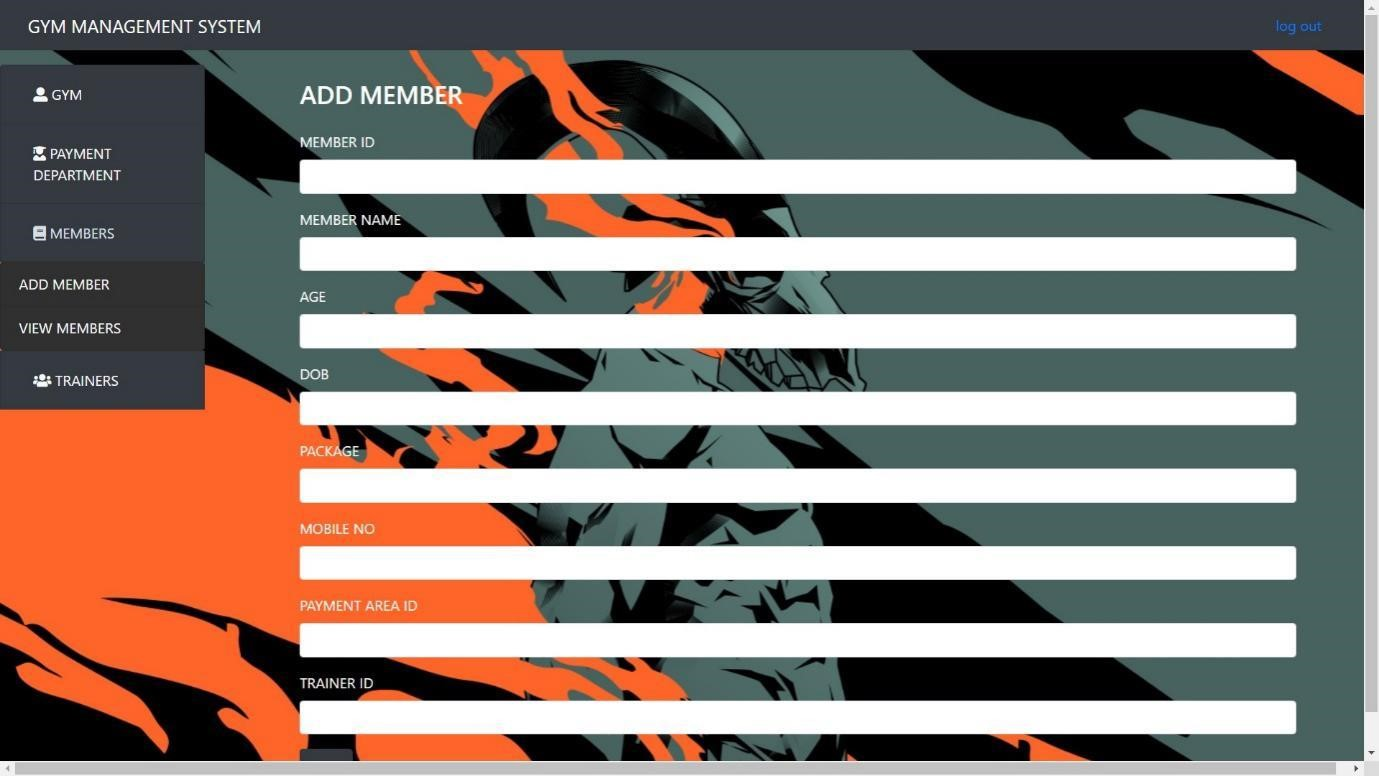 GYM MANAGEMENT SYSTEM
log out
GYM
PAYMENT
DEPARTMENT
MEMBERS
ADD MEMBER
VIEW MEMBERS
TRAINERS
ADD MEMBER
MEMBER ID
MEMBER NAME
AGE
DOB
PACKAGE
MOBILE NO
PAYMENT AREA ID
TRAINER ID